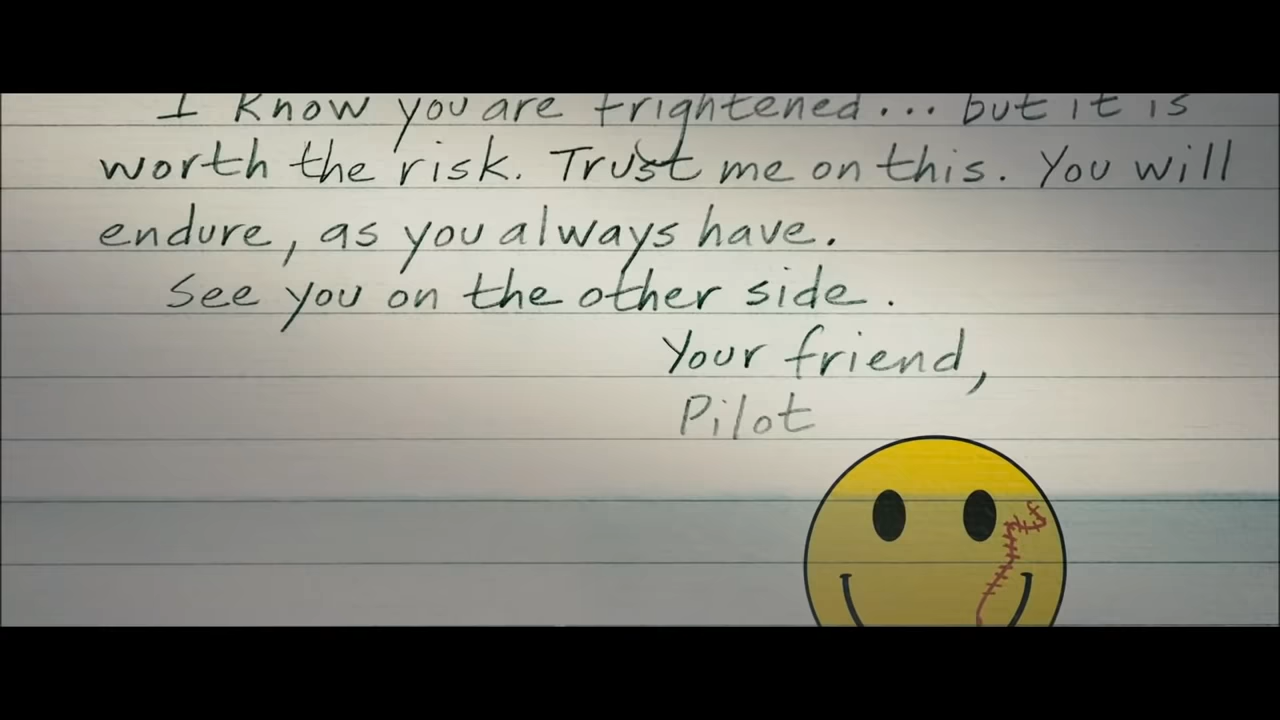 I know you are frightened... but it is
worth the risk. Trust me on this. You will
endure, as you always have.
See you on the other side.
Your friend,
Pilot